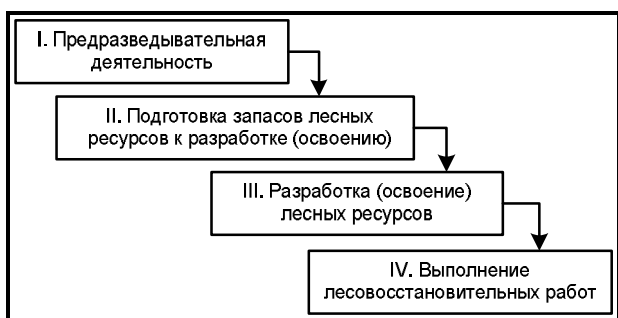 I. Предразведывательная
деятельность
II. Подготовка запасов лесных
ресурсов к разработке (освоению)
III. Разработка (освоение)
лесных ресурсов
IV. Выполнение
лесовосстановительных работ